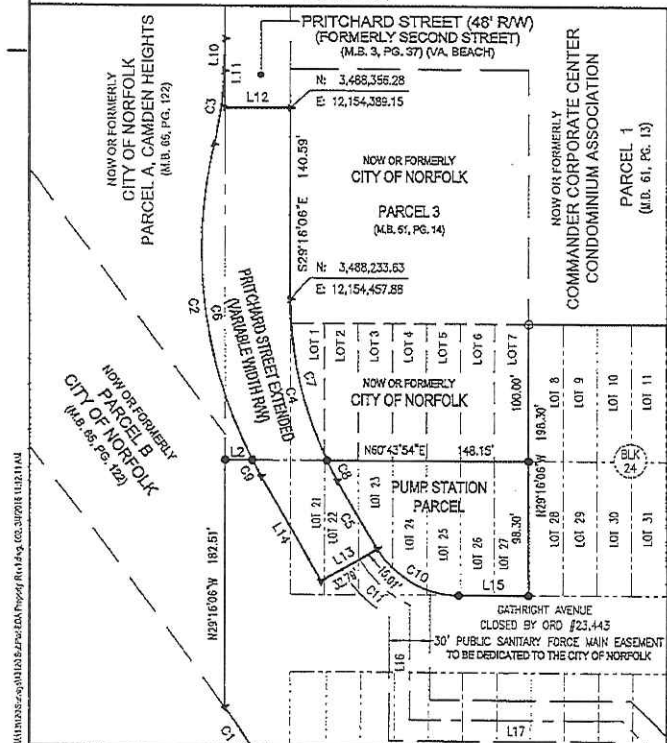 PRITCHARD STREET (48' R/W)
(FORMERLY SECOND STREET)
(M.B. 3, PG. 37) (VA. BEACH)
L10
L11
L12
C3
N: 3,488,356.28
E: 12,154,389.15
NOW OR FORMERLY
CITY OF NORFOLK
PARCEL A, CAMDEN HEIGHTS
(M.B. 65, PG. 122)
140.59'
S29°16'06"E
NOW OR FORMERLY
CITY OF NORFOLK
PARCEL 3
(M.B. 61, PG. 14)
NOW OR FORMERLY
COMMANDER CORPORATE CENTER
CONDOMINIUM ASSOCIATION
PARCEL 1
(M.B. 61, PG. 13)
N: 3,488,233.63
E: 12,154,457.88
C2
C6
PRITCHARD STREET EXTENDED
(VARIABLE WIDTH R/W)
C4
C7
LOT 1
LOT 2
LOT 3
LOT 4
LOT 5
LOT 6
LOT 7
NOW OR FORMERLY
CITY OF NORFOLK
100.00'
198.30'
LOT 8
LOT 9
LOT 10
LOT 11
NOW OR FORMERLY
PARCEL B
CITY OF NORFOLK
(M.B. 65, PG. 122)
L2
C9
C8
N60°43'54"E
148.15'
BLK
24
PUMP STATION
PARCEL
N29°16'06"W
182.51'
L14
LOT 21
LOT 22
LOT 23
LOT 24
LOT 25
LOT 26
LOT 27
98.30'
N29°16'06"W
LOT 28
LOT 29
LOT 30
LOT 31
C5
L13
32.79'
15.01'
C10
C11
L15
GATHRIGHT AVENUE
CLOSED BY ORD #23,443
30' PUBLIC SANITARY FORCE MAIN EASEMENT
TO BE DEDICATED TO THE CITY OF NORFOLK
L16
L17
C1